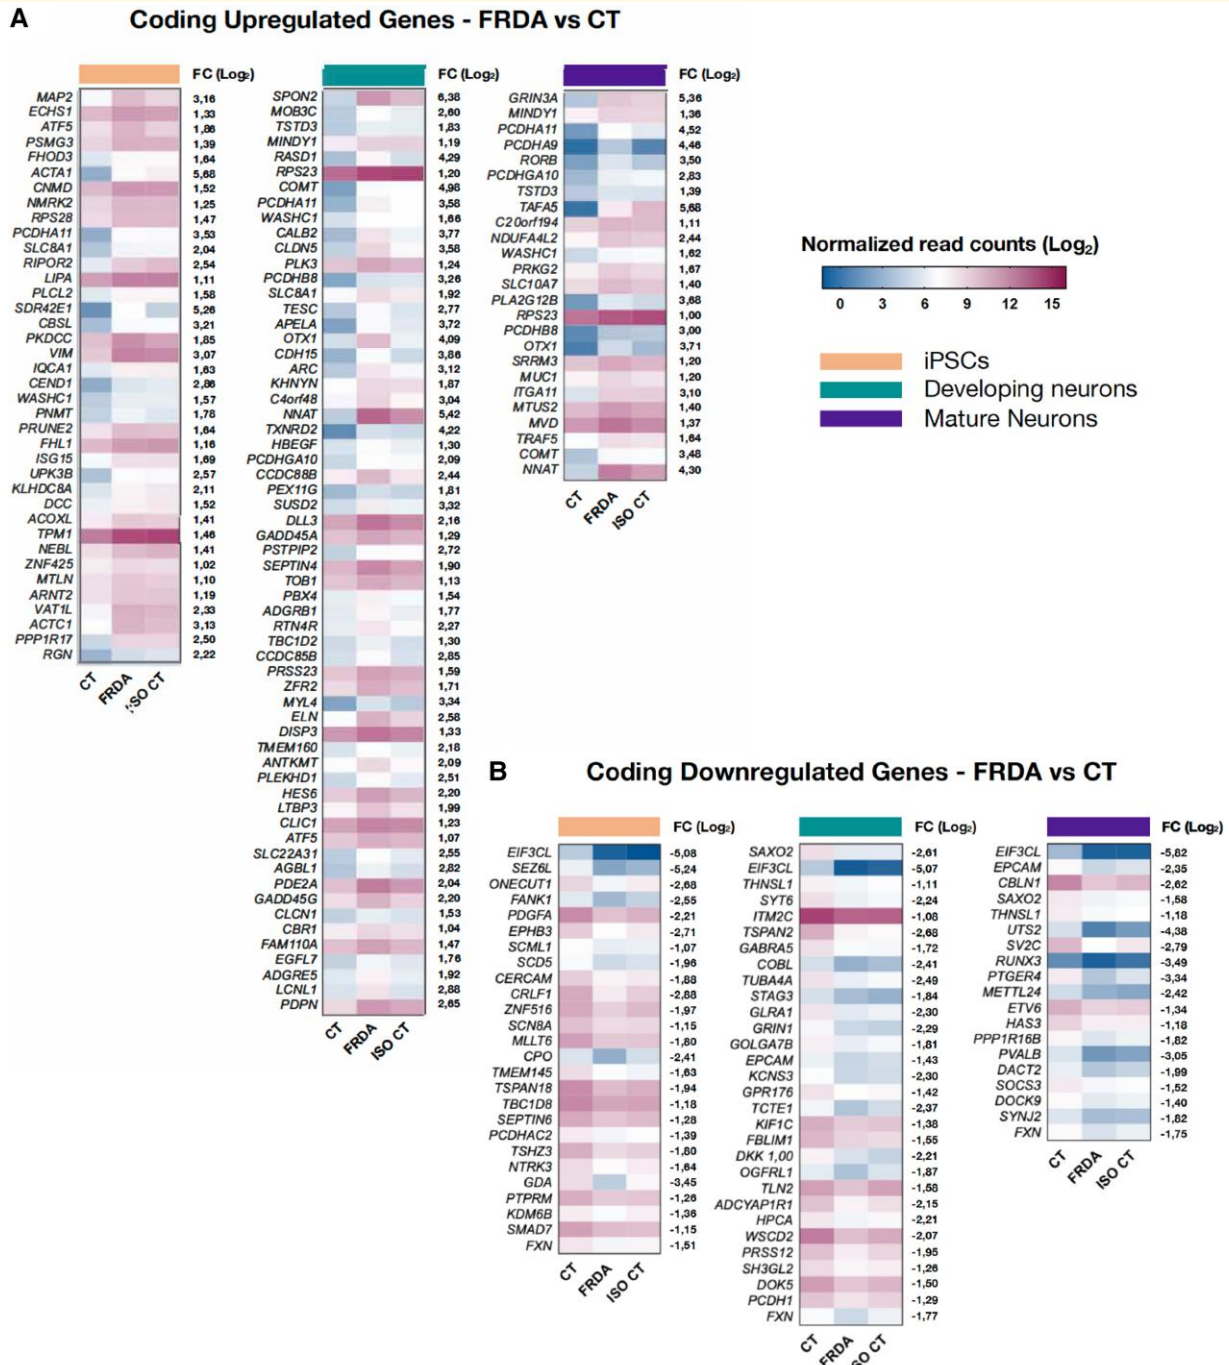 A
Coding Upregulated Genes - FRDA vs CT
FC (Log₂)
MAP2 3,16
ECHS1 1,33
ATF5 1,86
PSMG3 1,39
FHOD3 1,64
ACTA1 5,68
CNMD 1,52
NMRK2 1,25
RPS28 1,47
PCDHA11 3,53
SLC8A1 2,04
RIPOR2 2,54
LIPA 1,11
PLCL2 1,58
SDR42E1 5,26
CBSL 3,21
PKDCC 1,85
VIM 3,07
IQCA1 1,63
CEND1 2,86
WASHC1 1,57
PNMT 1,78
PRUNE2 1,64
FHL1 1,16
ISG15 1,69
UPK3B 2,57
KLHDC8A 2,11
DCC 1,52
ACOXL 1,41
TPM1 1,46
NEBL 1,41
ZNF425 1,02
MTLN 1,10
ARNT2 1,19
VAT1L 2,33
ACTC1 3,13
PPP1R17 2,50
RGN 2,22
CT FRDA ISO CT
FC (Log₂)
SPON2 6,38
MOB3C 2,60
TSTD3 1,83
MINDY1 1,19
RASD1 4,29
RPS23 1,20
COMT 4,98
PCDHA11 3,58
WASHC1 1,66
CALB2 3,77
CLDN5 3,58
PLK3 1,24
PCDHB8 3,26
SLC8A1 1,92
TESC 2,77
APELA 3,72
OTX1 4,09
CDH15 3,86
ARC 3,12
KHNYN 1,87
C4orf48 3,04
NNAT 5,42
TXNRD2 4,22
HBEGF 1,30
PCDHGA10 2,09
CCDC88B 2,44
PEX11G 1,81
SUSD2 3,32
DLL3 2,16
GADD45A 1,29
PSTPIP2 2,72
SEPTIN4 1,90
TOB1 1,13
PBX4 1,54
ADGRB1 1,77
RTN4R 2,27
TBC1D2 1,30
CCDC85B 2,85
PRSS23 1,59
ZFR2 1,71
MYL4 3,34
ELN 2,58
DISP3 1,33
TMEM160 2,18
ANTKMT 2,09
PLEKHD1 2,51
HES6 2,20
LTBP3 1,99
CLIC1 1,23
ATF5 1,07
SLC22A31 2,55
AGBL1 2,82
PDE2A 2,04
GADD45G 2,20
CLCN1 1,53
CBR1 1,04
FAM110A 1,47
EGFL7 1,76
ADGRE5 1,92
LCNL1 2,88
PDPN 2,65
CT FRDA ISO CT
FC (Log₂)
GRIN3A 5,36
MINDY1 1,36
PCDHA11 4,52
PCDHA9 4,46
RORB 3,50
PCDHGA10 2,83
TSTD3 1,39
TAFA5 5,68
C20orf194 1,11
NDUFA4L2 2,44
WASHC1 1,62
PRKG2 1,67
SLC10A7 1,40
PLA2G12B 3,68
RPS23 1,00
PCDHB8 3,00
OTX1 3,71
SRRM3 1,20
MUC1 1,20
ITGA11 3,10
MTUS2 1,40
MVD 1,37
TRAF5 1,64
COMT 3,48
NNAT 4,30
CT FRDA ISO CT
Normalized read counts (Log₂)
0 3 6 9 12 15
iPSCs
Developing neurons
Mature Neurons
B
Coding Downregulated Genes - FRDA vs CT
FC (Log₂)
EIF3CL -5,08
SEZ6L -5,24
ONECUT1 -2,68
FANK1 -2,55
PDGFA -2,21
EPHB3 -2,71
SCML1 -1,07
SCD5 -1,96
CERCAM -1,88
CRLF1 -2,88
ZNF516 -1,97
SCN8A -1,15
MLLT6 -1,80
CPO -2,41
TMEM145 -1,63
TSPAN18 -1,94
TBC1D8 -1,18
SEPTIN6 -1,28
PCDHAC2 -1,39
TSHZ3 -1,80
NTRK3 -1,64
GDA -3,45
PTPRM -1,26
KDM6B -1,36
SMAD7 -1,15
FXN -1,51
CT FRDA ISO CT
FC (Log₂)
SAXO2 -2,61
EIF3CL -5,07
THNSL1 -1,11
SYT6 -2,24
ITM2C -1,08
TSPAN2 -2,68
GABRA5 -1,72
COBL -2,41
TUBA4A -2,49
STAG3 -1,84
GLRA1 -2,30
GRIN1 -2,29
GOLGA7B -1,81
EPCAM -1,43
KCNS3 -2,30
GPR176 -1,42
TCTE1 -2,37
KIF1C -1,38
FBLIM1 -1,55
DKK 1,00 -2,21
OGFRL1 -1,87
TLN2 -1,58
ADCYAP1R1 -2,15
HPCA -2,21
WSCD2 -2,07
PRSS12 -1,95
SH3GL2 -1,26
DOK5 -1,50
PCDH1 -1,29
FXN -1,77
CT FRDA ISO CT
FC (Log₂)
EIF3CL -5,82
EPCAM -2,35
CBLN1 -2,62
SAXO2 -1,58
THNSL1 -1,18
UTS2 -4,38
SV2C -2,79
RUNX3 -3,49
PTGER4 -3,34
METTL24 -2,42
ETV6 -1,34
HAS3 -1,18
PPP1R16B -1,82
PVALB -3,05
DACT2 -1,99
SOCS3 -1,52
DOCK9 -1,40
SYNJ2 -1,82
FXN -1,75
CT FRDA ISO CT